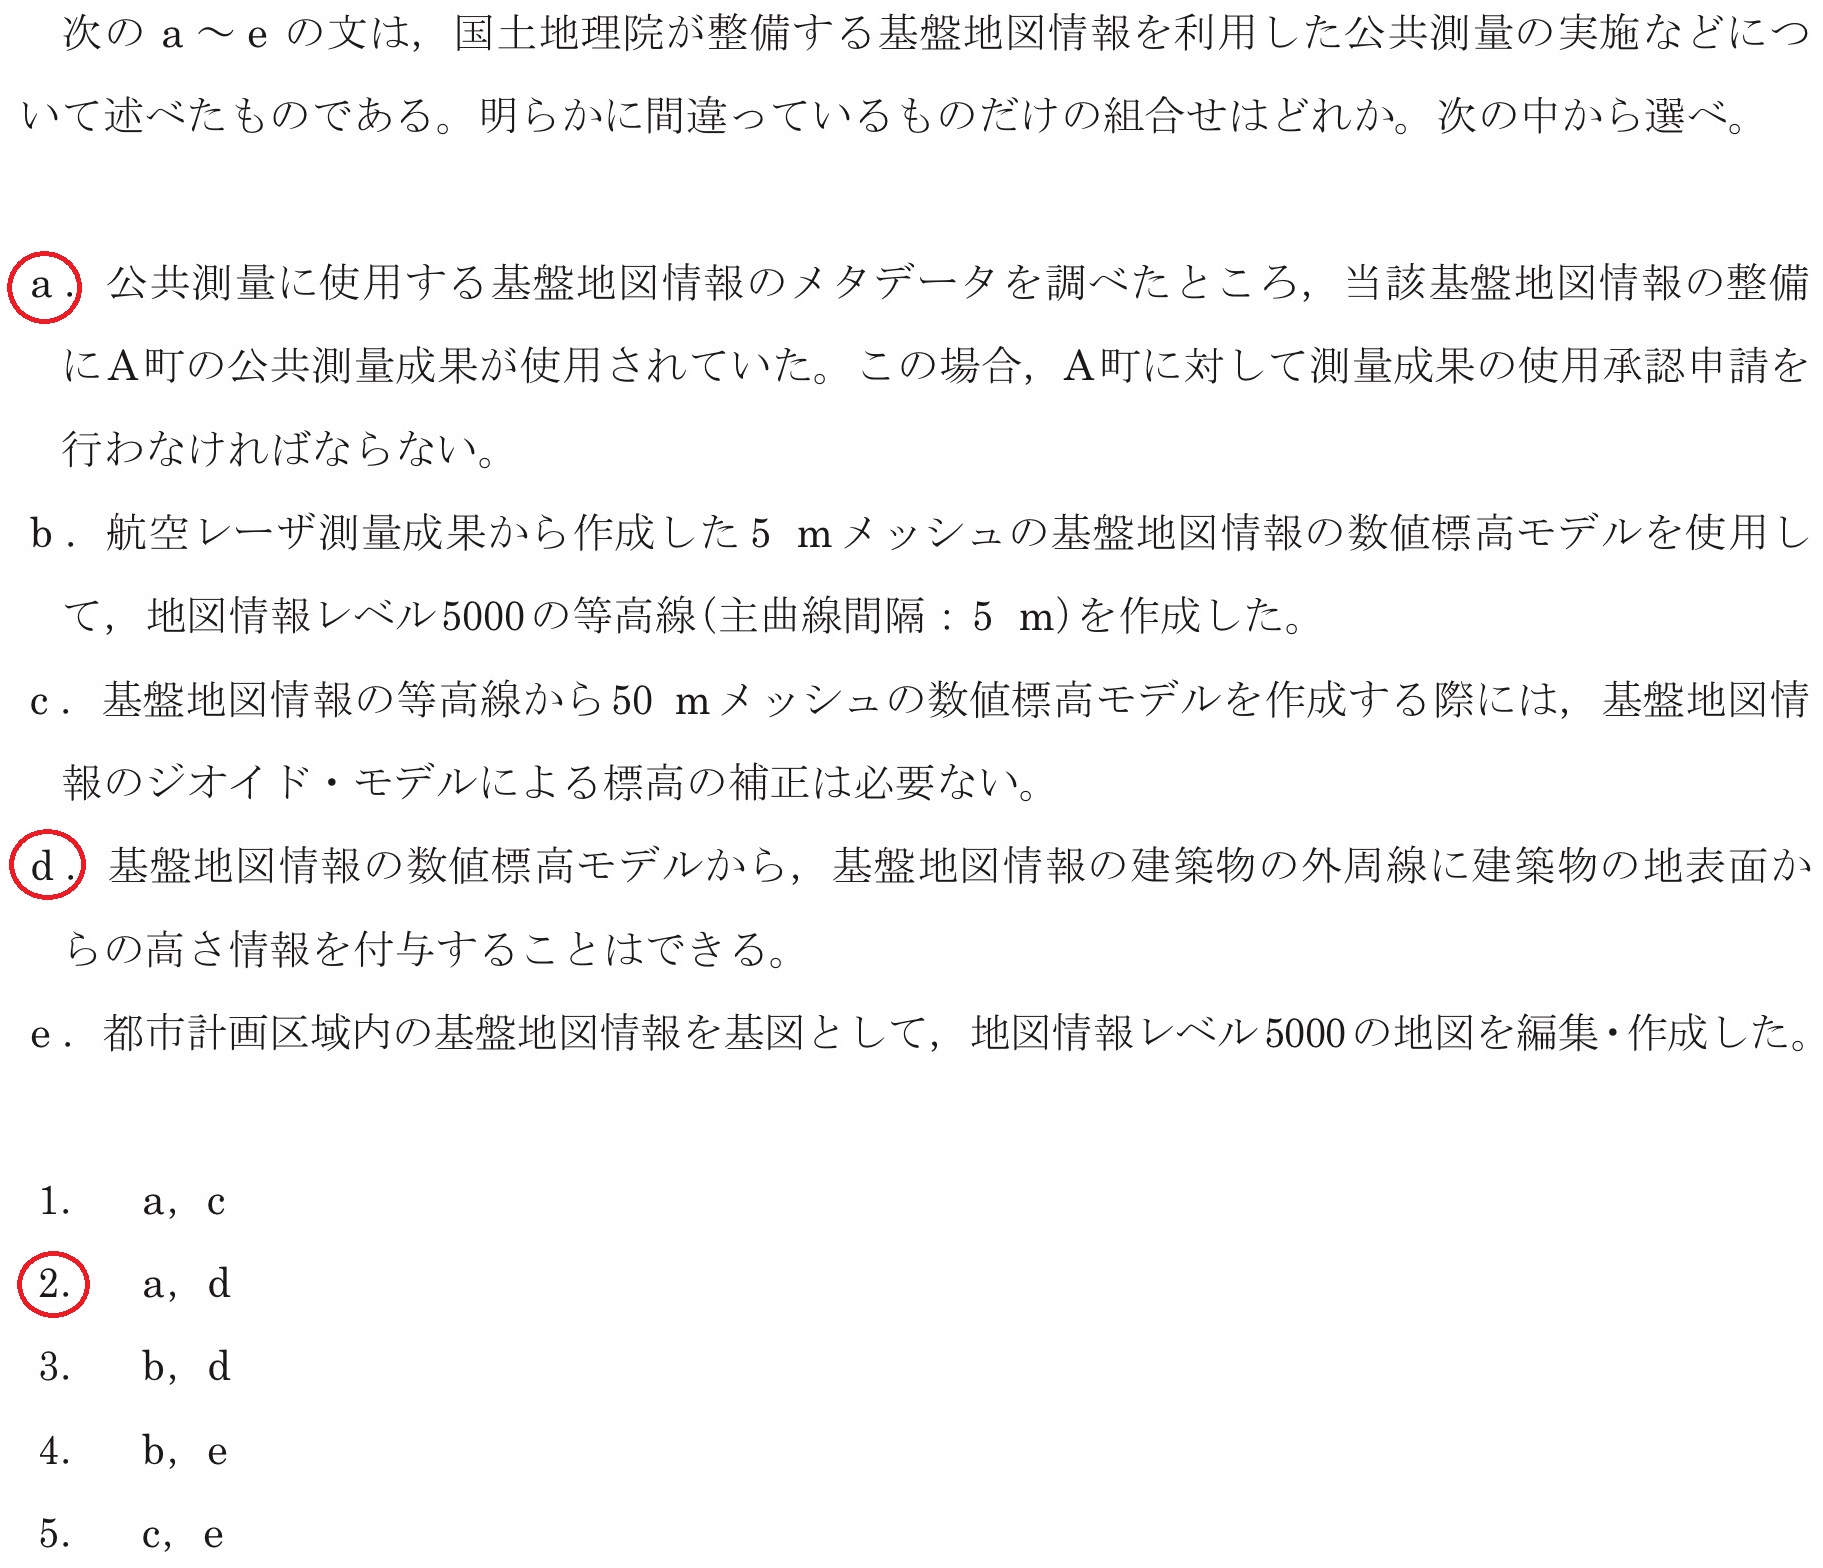 次の a ～ e の文は，国土地理院が整備する基盤地図情報を利用した公共測量の実施などにつ
いて述べたものである。明らかに間違っているものだけの組合せはどれか。次の中から選べ。
a．公共測量に使用する基盤地図情報のメタデータを調べたところ，当該基盤地図情報の整備
にA町の公共測量成果が使用されていた。この場合，A町に対して測量成果の使用承認申請を
行わなければならない。
b．航空レーザ測量成果から作成した5 mメッシュの基盤地図情報の数値標高モデルを使用し
て，地図情報レベル5000の等高線(主曲線間隔：5 m)を作成した。
c．基盤地図情報の等高線から50 mメッシュの数値標高モデルを作成する際には，基盤地図情
報のジオイド・モデルによる標高の補正は必要ない。
d．基盤地図情報の数値標高モデルから，基盤地図情報の建築物の外周線に建築物の地表面か
らの高さ情報を付与することはできる。
e．都市計画区域内の基盤地図情報を基図として，地図情報レベル5000の地図を編集・作成した。
1. a，c
2. a，d
3. b，d
4. b，e
5. c，e